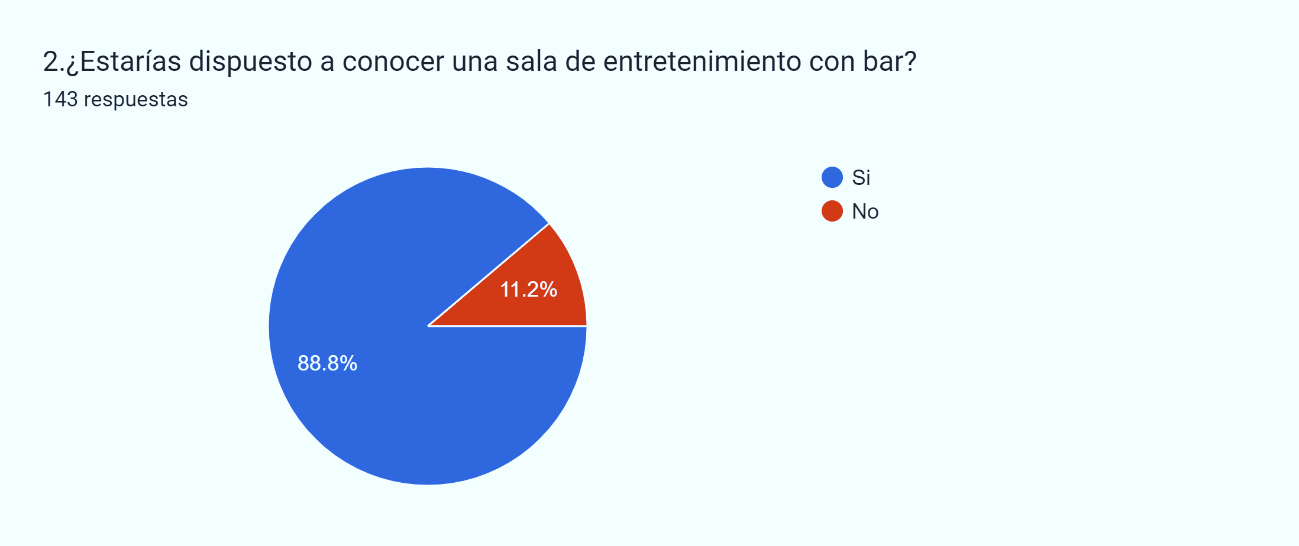 2.¿Estarías dispuesto a conocer una sala de entretenimiento con bar?
143 respuestas
Si
No
11.2%
88.8%